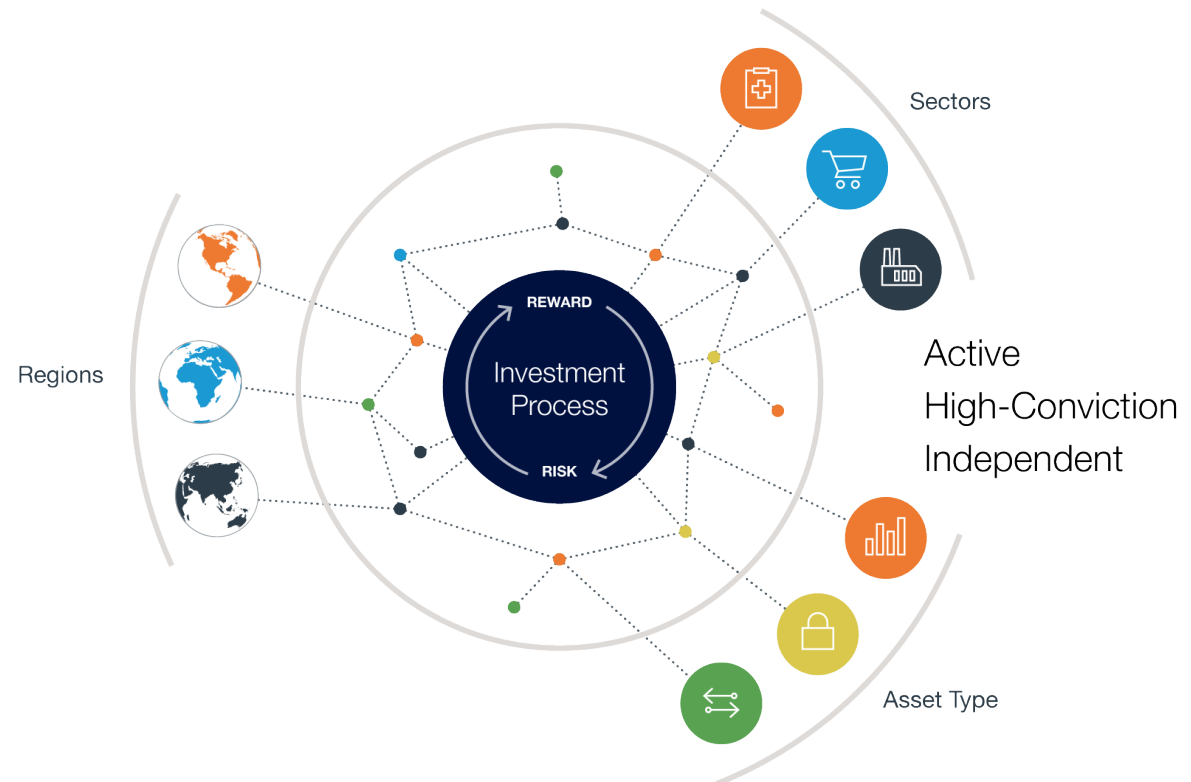 Sectors
REWARD
Active
Regions
Investment
Process
High-Conviction
Independent
RISK
Asset Type